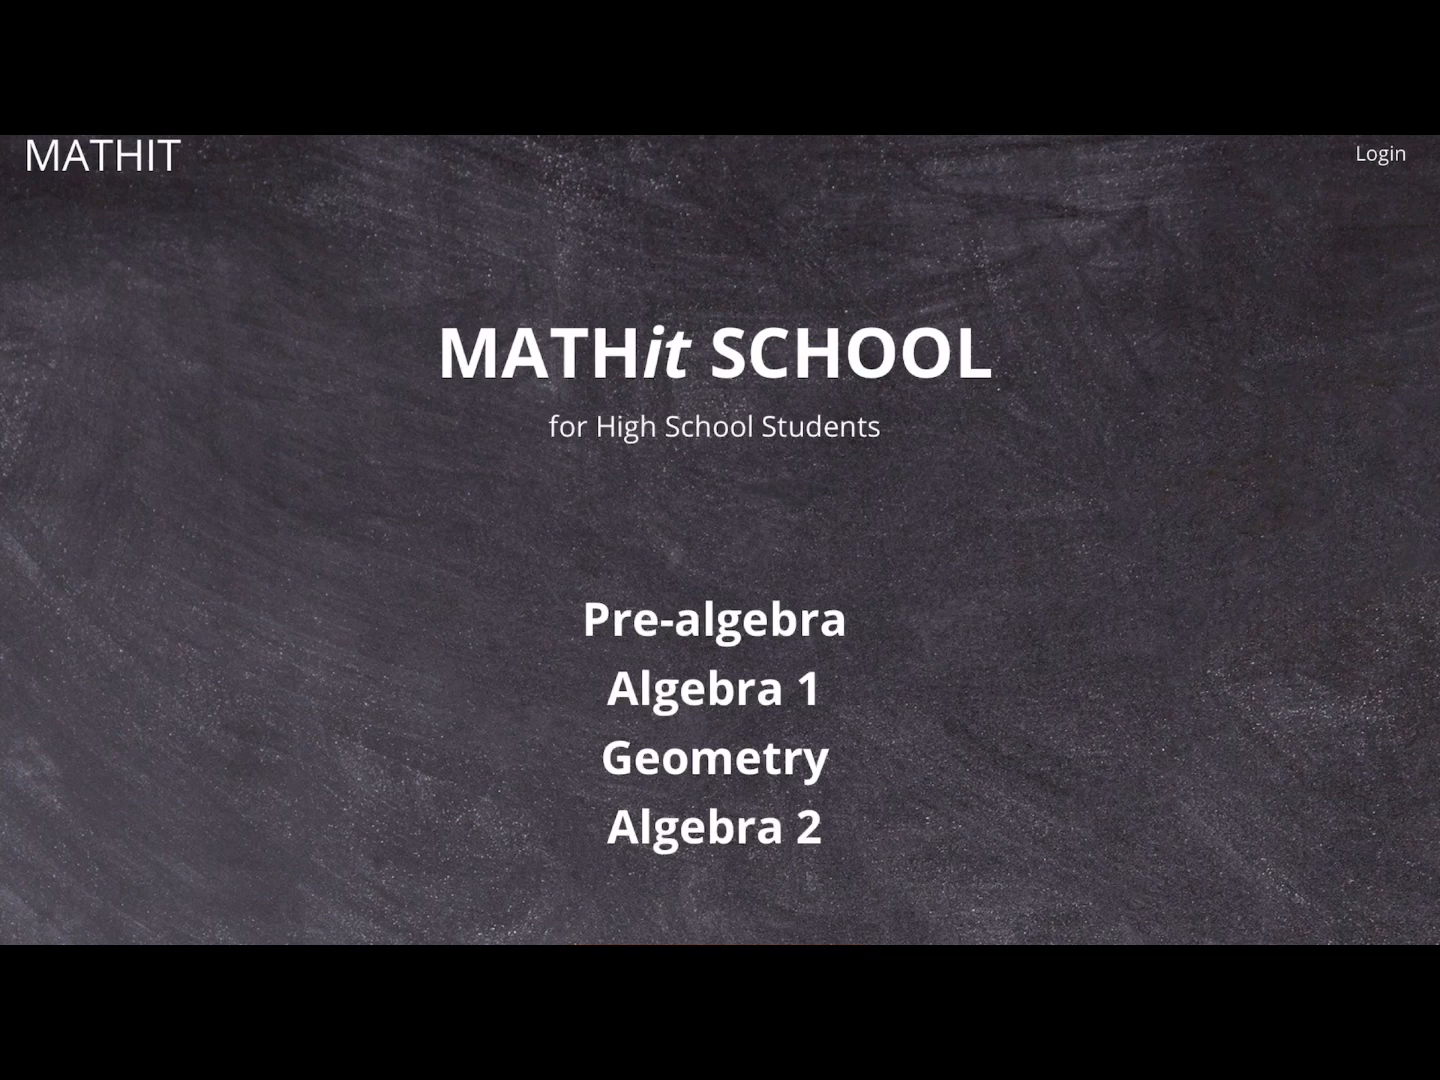 MATHIT
Login
MATHit SCHOOL
for High School Students
Pre-algebra
Algebra 1
Geometry
Algebra 2